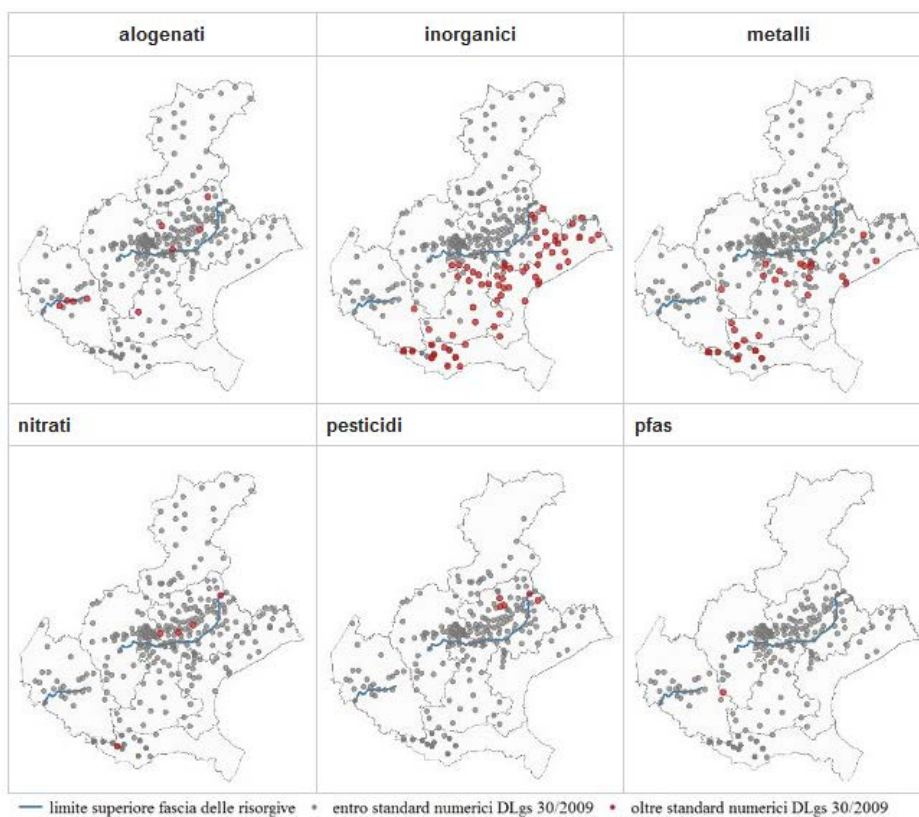 alogenati
inorganici
metalli
nitrati
pesticidi
pfas
limite superiore fascia delle risorgive
entro standard numerici DLgs 30/2009
oltre standard numerici DLgs 30/2009